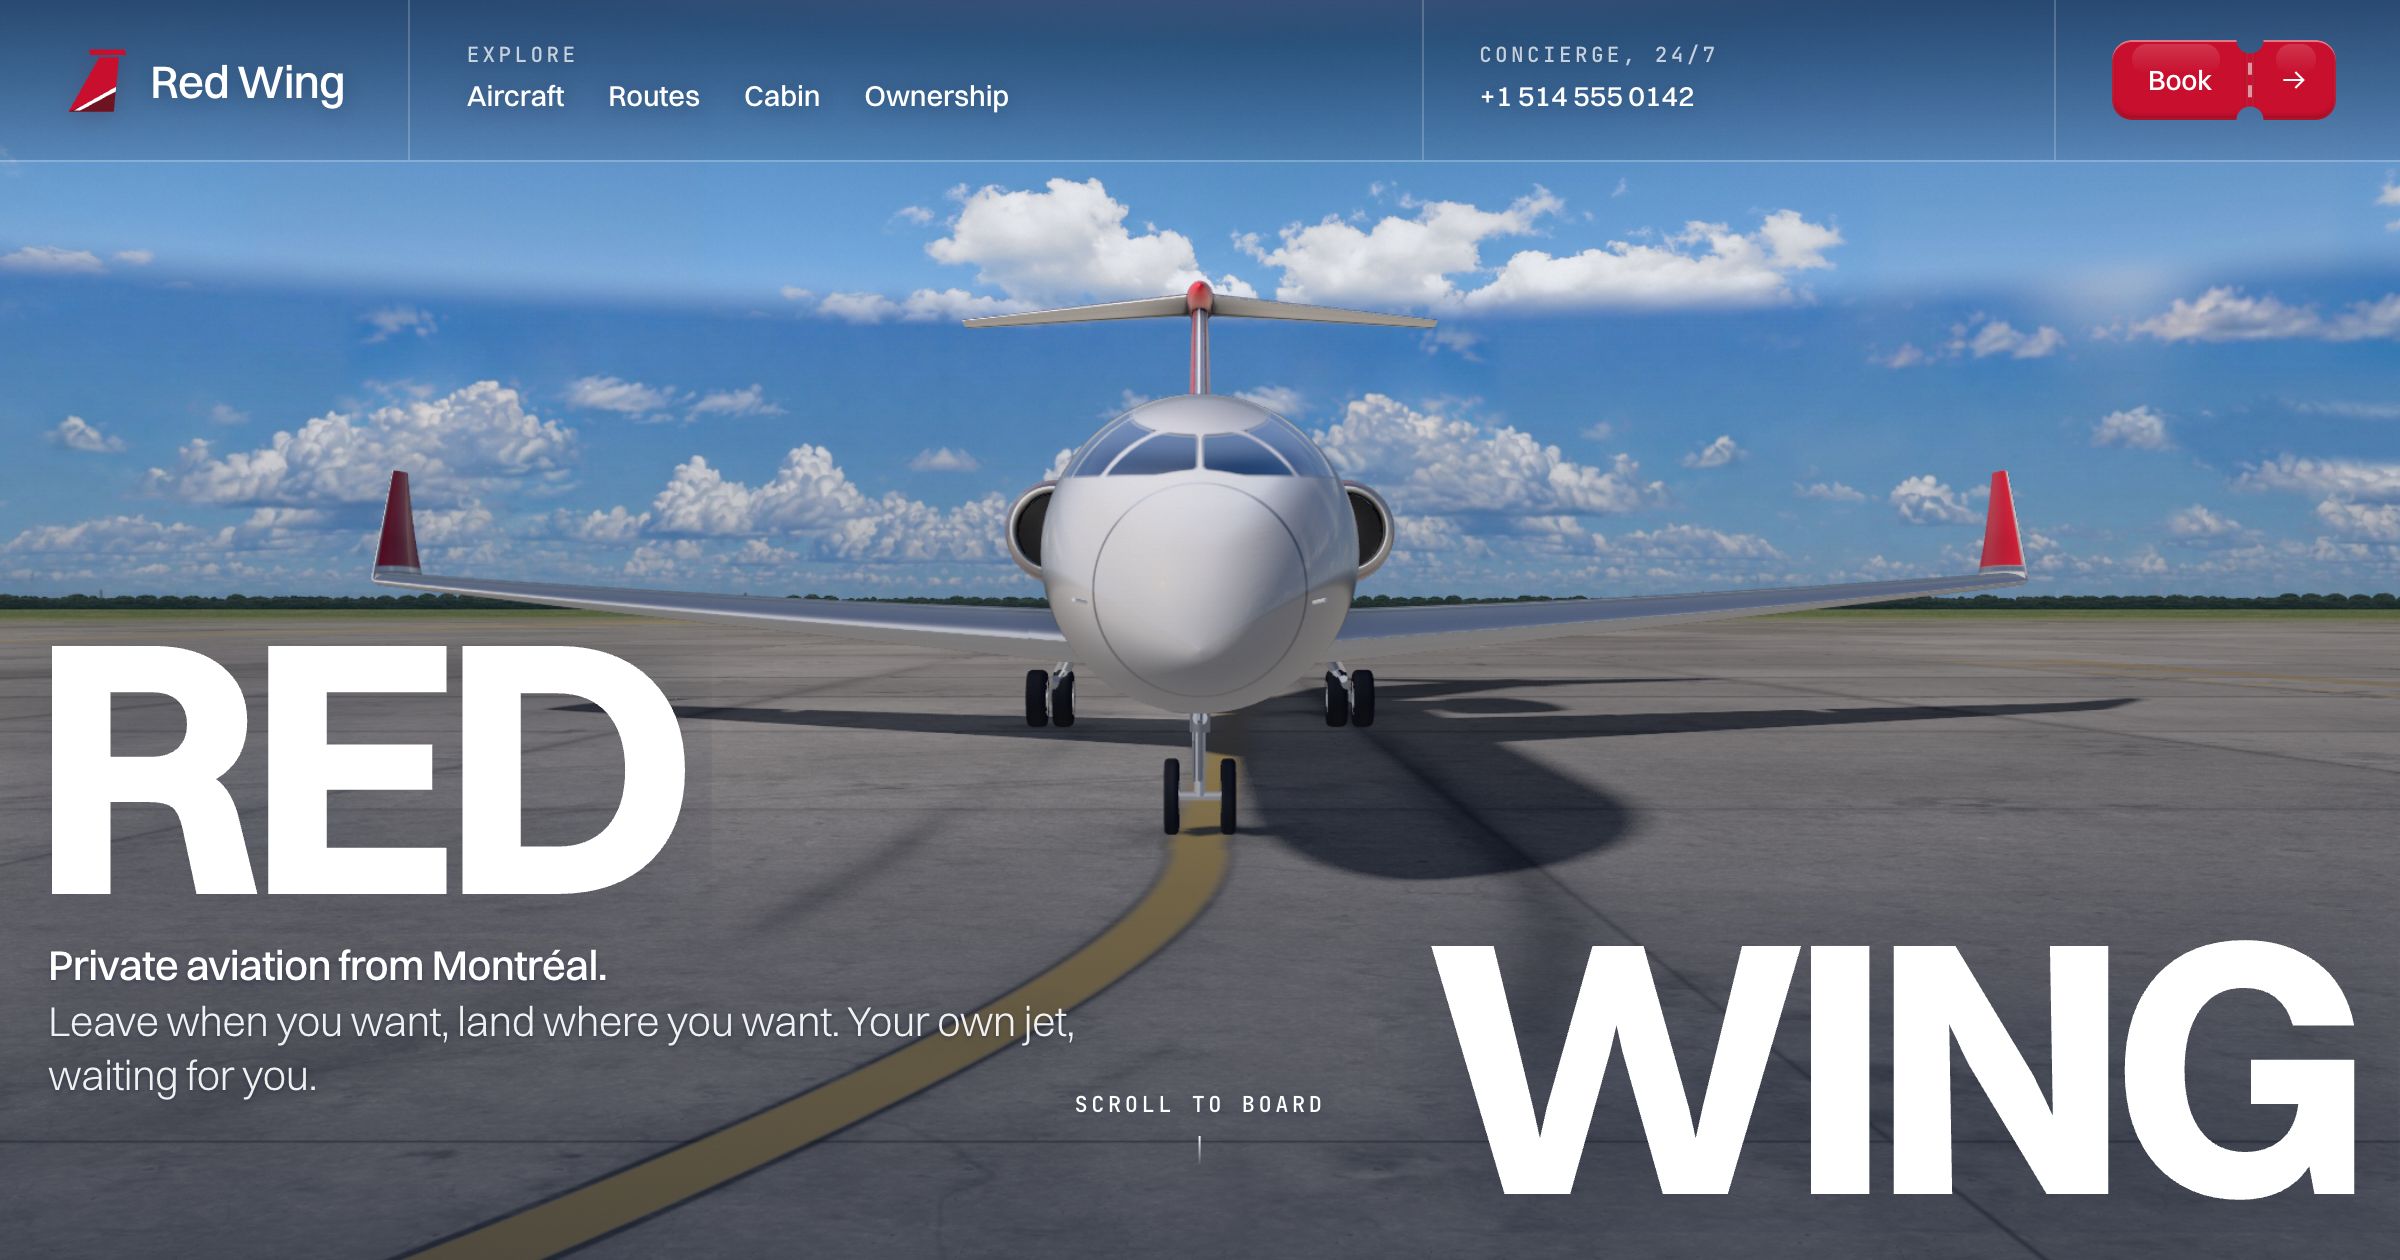 Red Wing
EXPLORE
Aircraft Routes Cabin Ownership
CONCIERGE, 24/7
+1 514 555 0142
Book →
RED
Private aviation from Montréal.
Leave when you want, land where you want. Your own jet,
waiting for you.
SCROLL TO BOARD
WING